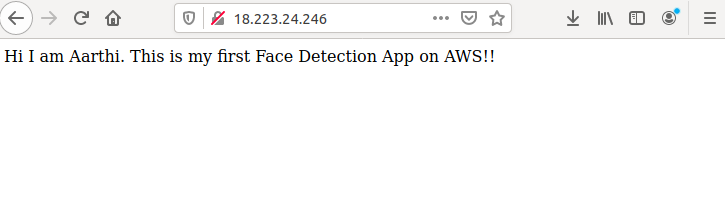 18.223.24.246
Hi I am Aarthi. This is my first Face Detection App on AWS!!